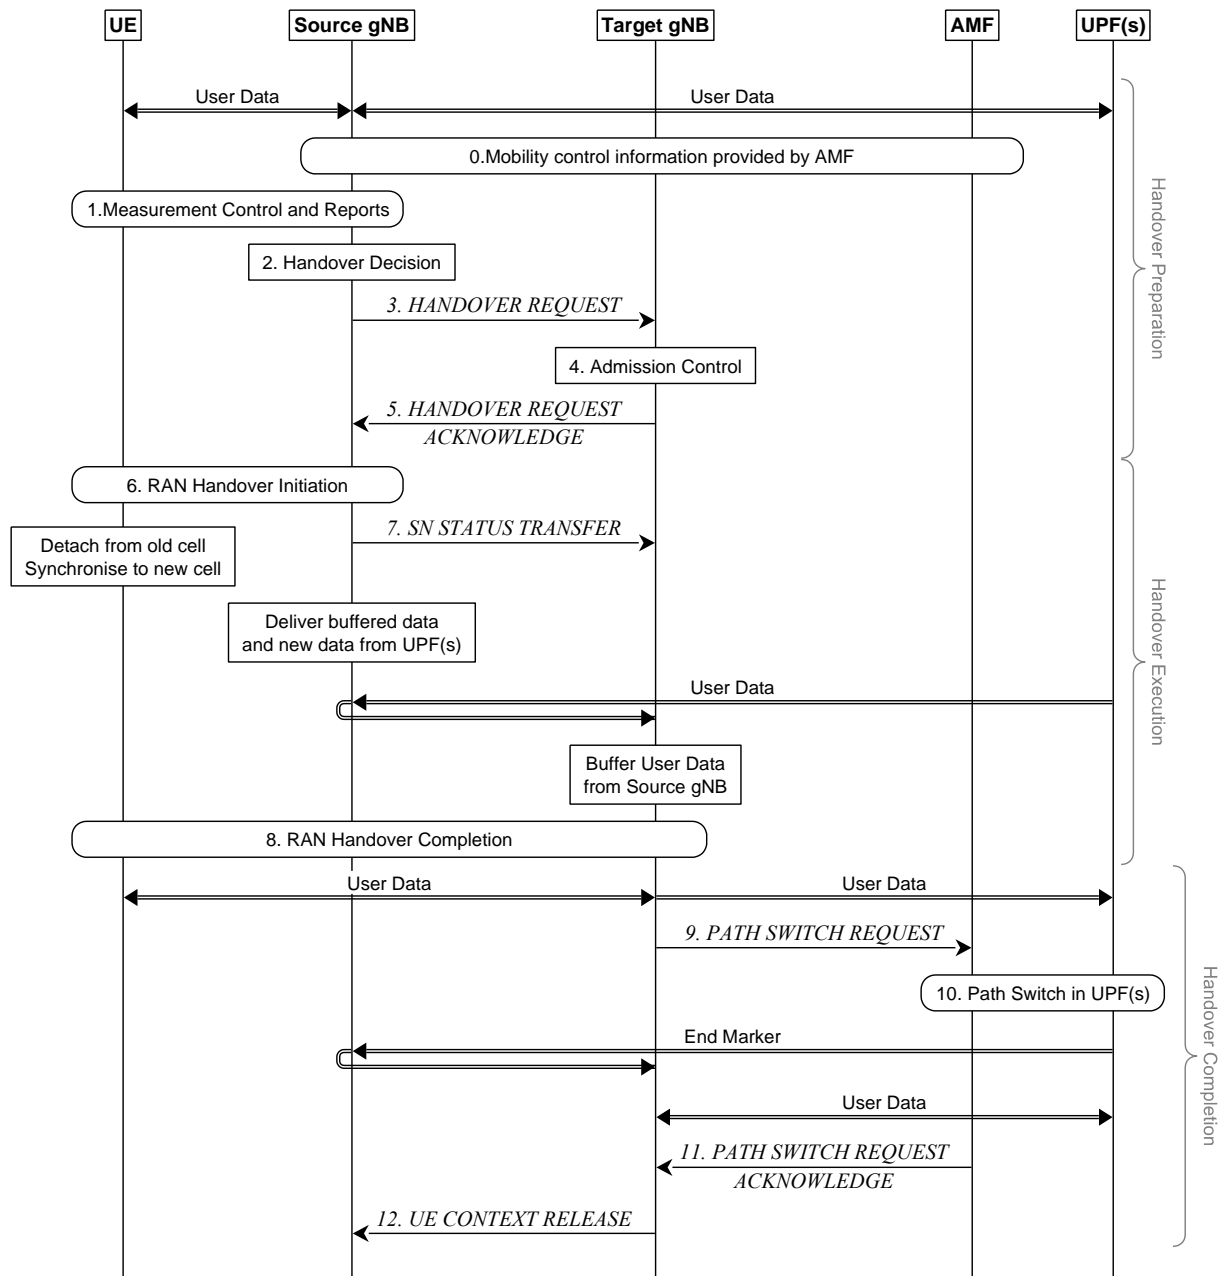 UE
Source gNB
Target gNB
AMF
UPF(s)
User Data
User Data
0.Mobility control information provided by AMF
1.Measurement Control and Reports
2. Handover Decision
3. HANDOVER REQUEST
4. Admission Control
5. HANDOVER REQUEST
ACKNOWLEDGE
Handover Preparation
6. RAN Handover Initiation
7. SN STATUS TRANSFER
Detach from old cell
Synchronise to new cell
Deliver buffered data
and new data from UPF(s)
User Data
Buffer User Data
from Source gNB
8. RAN Handover Completion
Handover Execution
User Data
User Data
9. PATH SWITCH REQUEST
10. Path Switch in UPF(s)
End Marker
User Data
11. PATH SWITCH REQUEST
ACKNOWLEDGE
12. UE CONTEXT RELEASE
Handover Completion